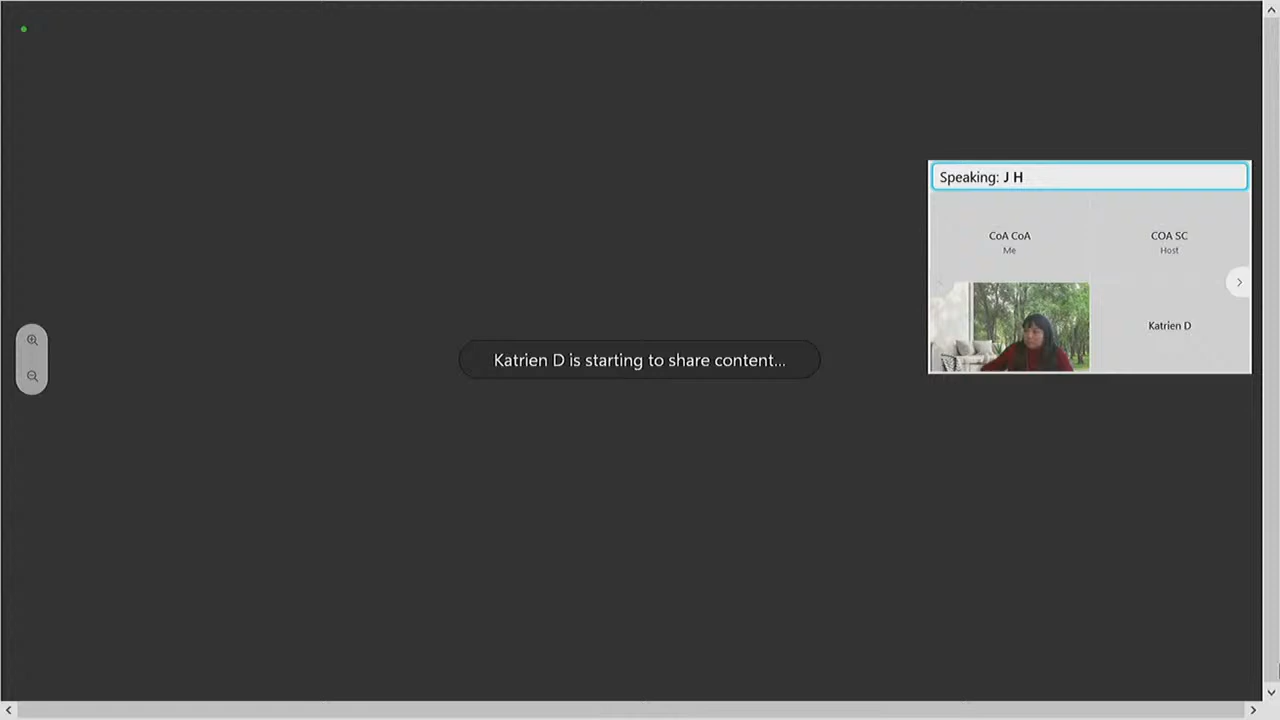 Speaking: J H
CoA CoA
Me
COA SC
Host
Katrien D
Katrien D is starting to share content...